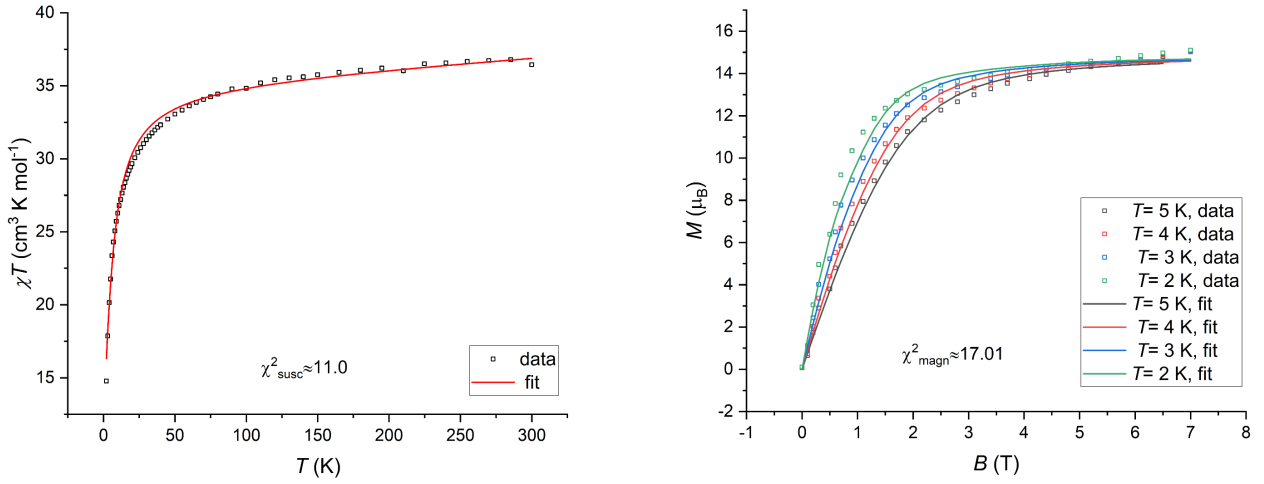 40
35
30
25
20
15
χT (cm³ K mol⁻¹)
0
50
100
150
200
250
300
T (K)
χ²susc≈11.0
data
fit
16
14
12
10
8
6
4
2
0
-2
M (μB)
-1
0
1
2
3
4
5
6
7
8
B (T)
χ²magn≈17.01
T= 5 K, data
T= 4 K, data
T= 3 K, data
T= 2 K, data
T= 5 K, fit
T= 4 K, fit
T= 3 K, fit
T= 2 K, fit